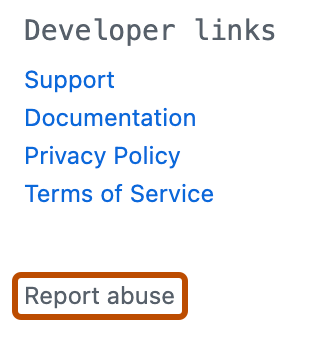 Developer links
Support
Documentation
Privacy Policy
Terms of Service
Report abuse